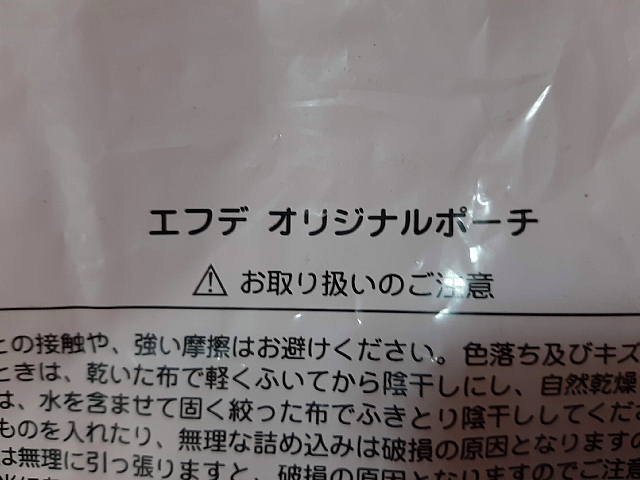 エフデ オリジナルポーチ
⚠ お取り扱いのご注意
との接触や、強い摩擦はお避けください。色落ち及びキズ
ときは、乾いた布で軽くふいてから陰干しにし、自然乾燥
は、水を含ませて固く絞った布でふきとり陰干ししてくだ
ものを入れたり、無理な詰め込みは破損の原因となりますの
は無理に引っ張りますと、破損の原因となりますのでご注意